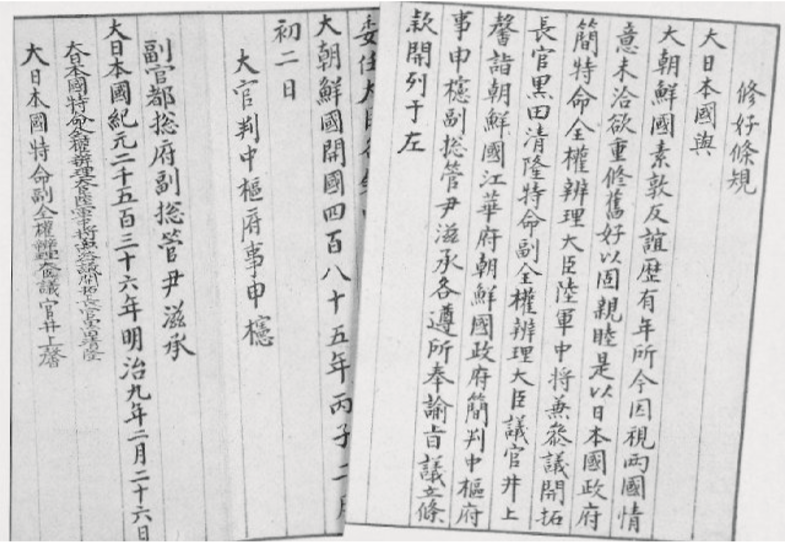 修好條規
大日本國與
大朝鮮國素敦友誼歷有年所今因視兩國情
意未洽欲重修舊好以固親睦是以日本國政府
簡特命全權辨理大臣陸軍中將兼參議開拓
長官黑田清隆特命副全權辨理大臣議官井上
馨詣朝鮮國江華府朝鮮國政府簡判中樞府
事申櫶副総管尹滋承各遵所奉諭旨議立條
款開列于左
委任大臣
大朝鮮國開國四百八十五年丙子二月
初二日
大官判中樞府事申櫶
副官都総府副総管尹滋承
大日本國紀元二千五百三十六年明治九年二月二十六日
大日本國特命全權辨理大臣陸軍中將兼參議開拓長官黑田清隆
大日本國特命副全權辨理大臣議官井上馨